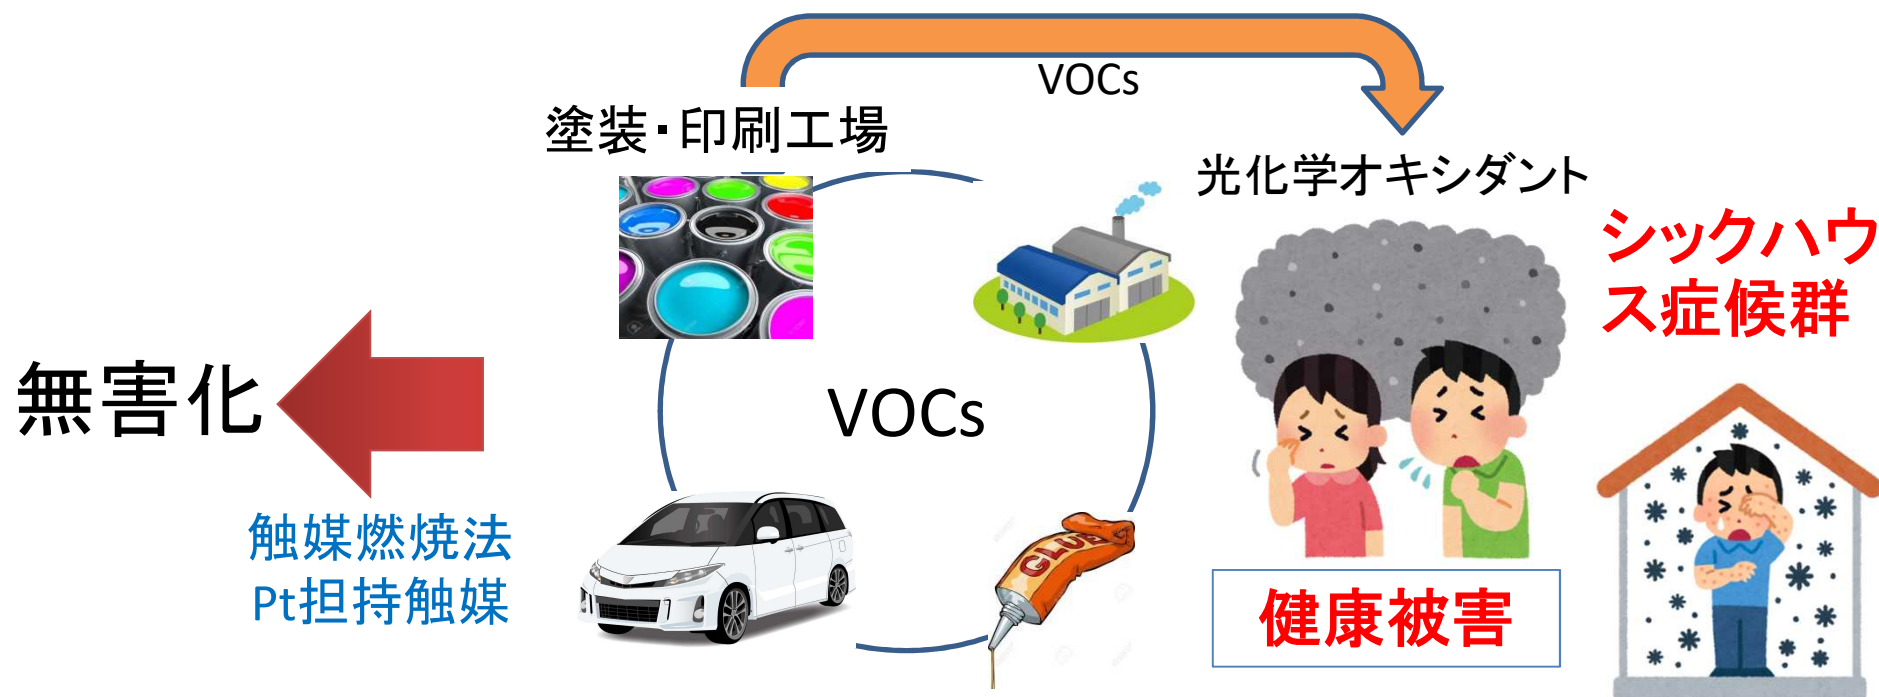 VOCs
塗装・印刷工場
光化学オキシダント
シックハウ
ス症候群
無害化
VOCs
触媒燃焼法
Pt担持触媒
GLUE
健康被害